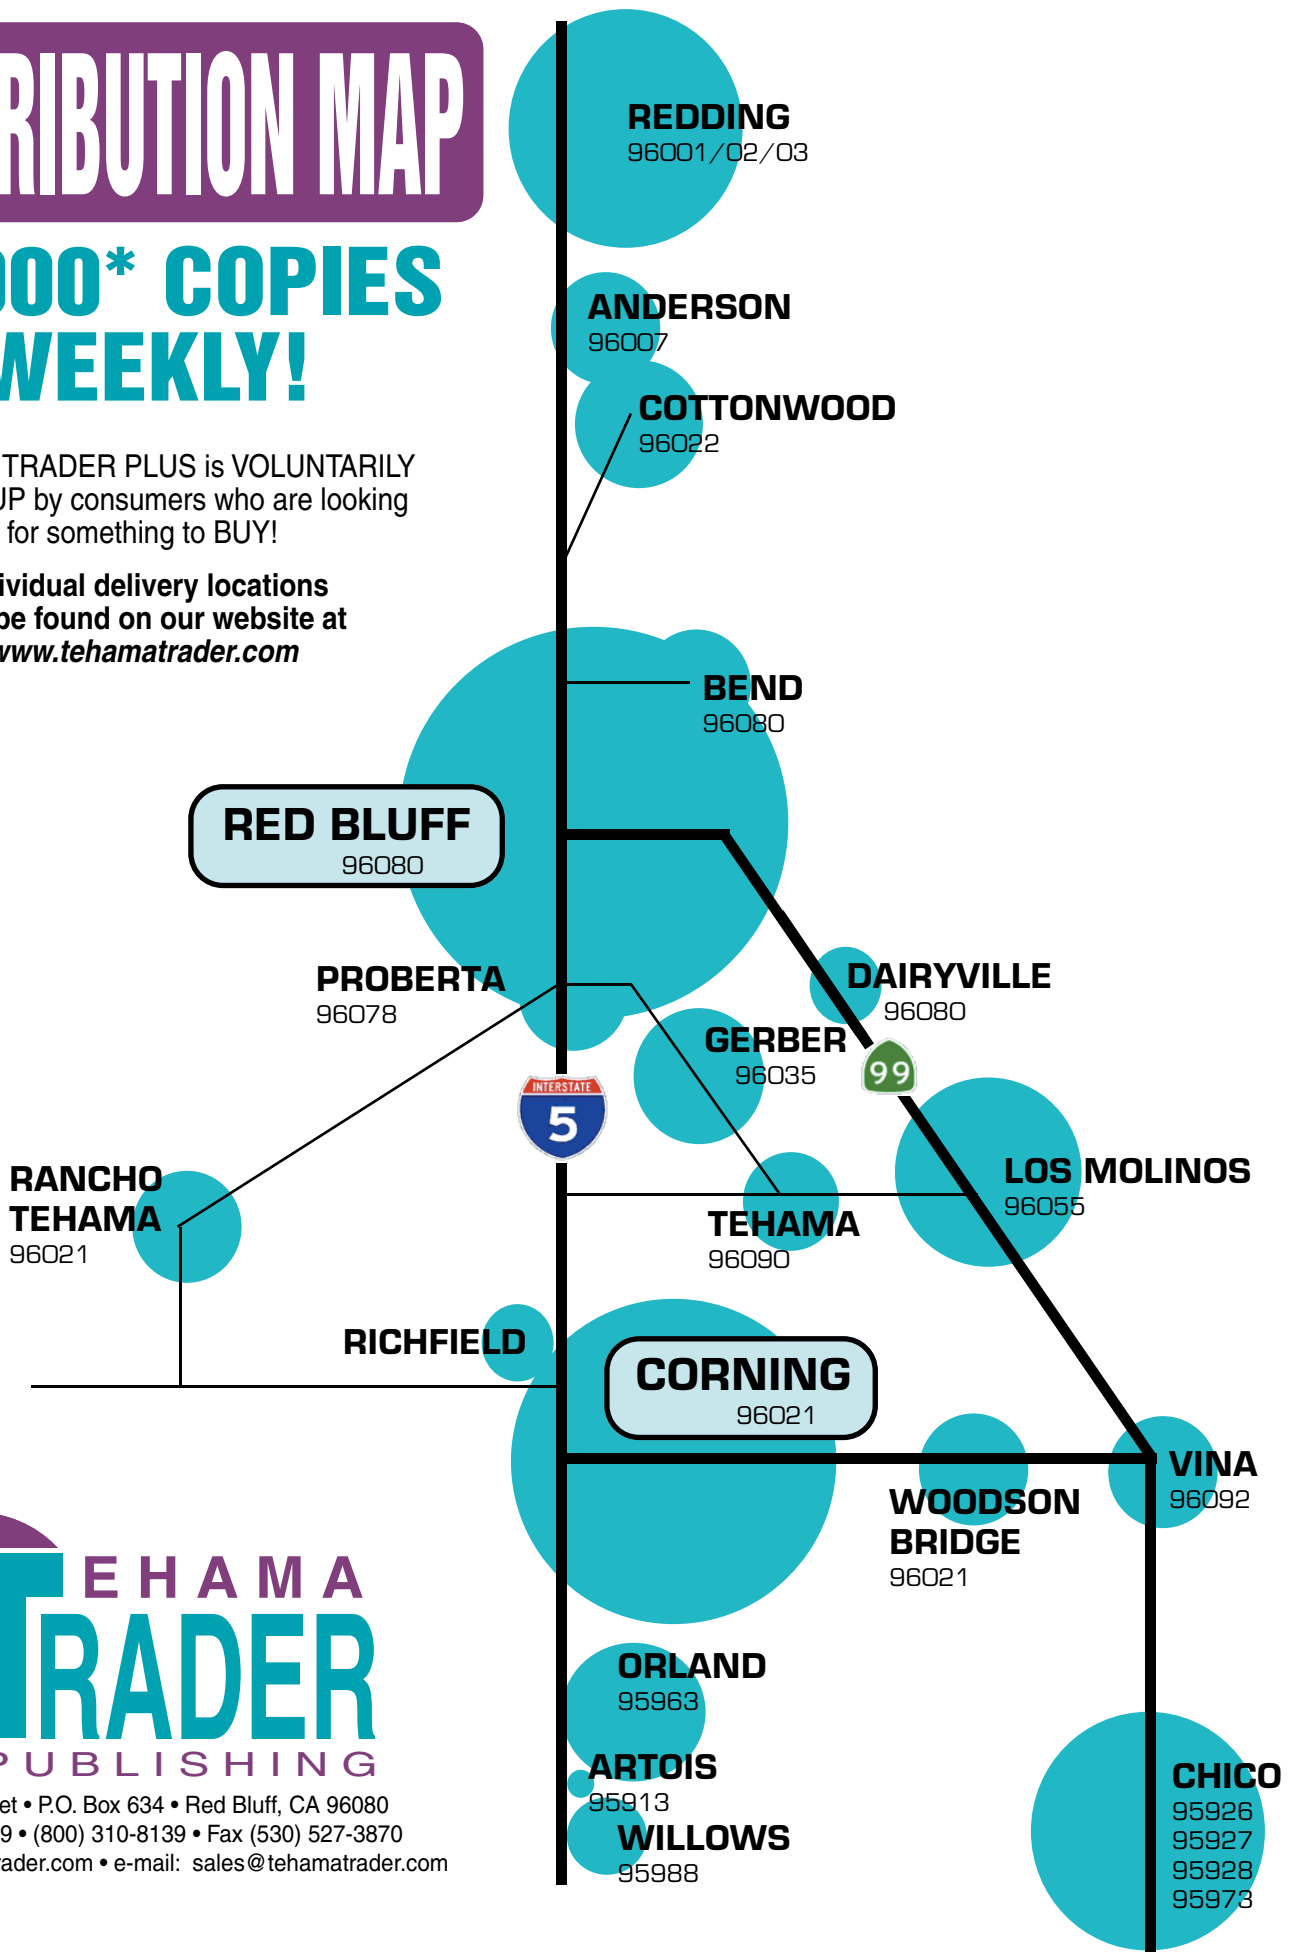 RIBUTION MAP
000* COPIES
WEEKLY!
TRADER PLUS is VOLUNTARILY
UP by consumers who are looking
for something to BUY!
ividual delivery locations
be found on our website at
www.tehamatrader.com
REDDING
96001/02/03
ANDERSON
96007
COTTONWOOD
96022
BEND
96080
RED BLUFF
96080
PROBERTA
96078
DAIRYVILLE
96080
GERBER
96035
99
INTERSTATE
5
RANCHO
TEHAMA
96021
LOS MOLINOS
96055
TEHAMA
96090
RICHFIELD
CORNING
96021
VINA
96092
WOODSON
BRIDGE
96021
ORLAND
95963
ARTOIS
95913
WILLOWS
95988
CHICO
95926
95927
95928
95973
TEHAMA
TRADER
PUBLISHING
et • P.O. Box 634 • Red Bluff, CA 96080
9 • (800) 310-8139 • Fax (530) 527-3870
rader.com • e-mail: sales@tehamatrader.com